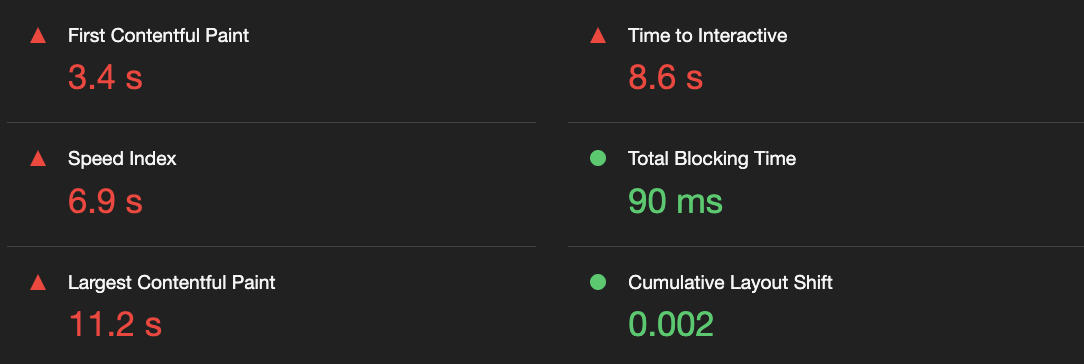 First Contentful Paint
3.4 s
Time to Interactive
8.6 s
Speed Index
6.9 s
Total Blocking Time
90 ms
Largest Contentful Paint
11.2 s
Cumulative Layout Shift
0.002